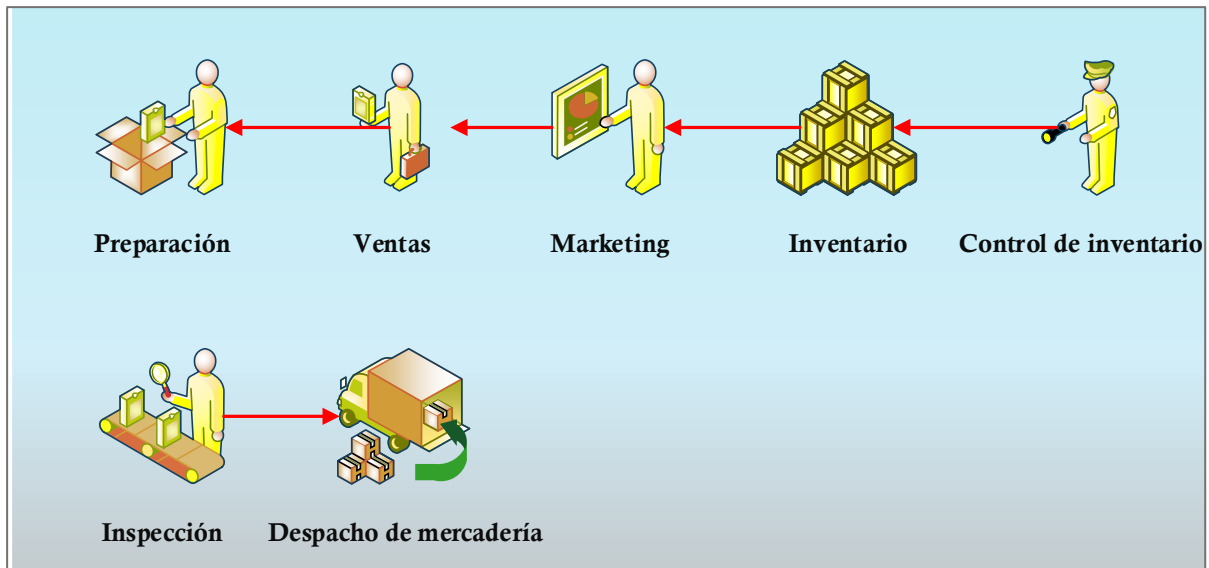 Preparación
Ventas
Marketing
Inventario
Control de inventario
Inspección
Despacho de mercadería